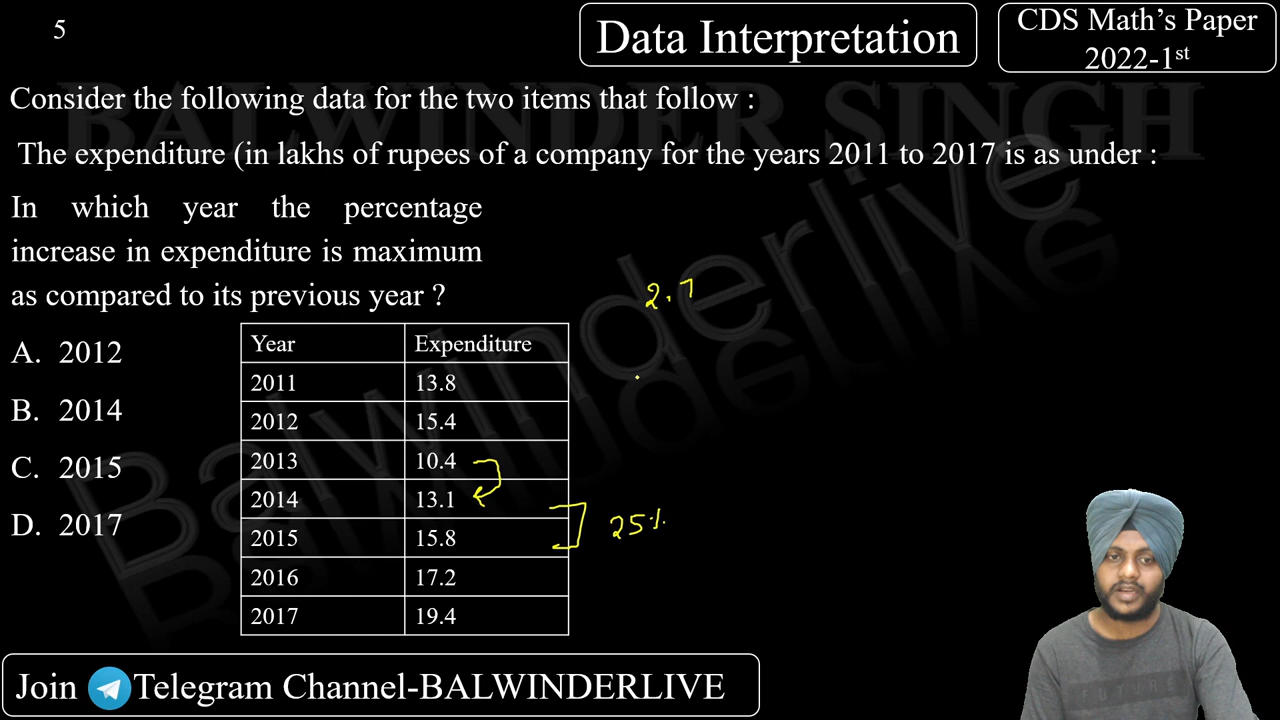 5
Data Interpretation
CDS Math's Paper
2022-1st
BALWINDER SINGH
Consider the following data for the two items that follow :
The expenditure (in lakhs of rupees of a company for the years 2011 to 2017 is as under :
In which year the percentage
increase in expenditure is maximum
as compared to its previous year ?
A. 2012
B. 2014
C. 2015
D. 2017
Year Expenditure
2011 13.8
2012 15.4
2013 10.4
2014 13.1
2015 15.8
2016 17.2
2017 19.4
2.7
25%
Balwinderlive
FUTURE
Join Telegram Channel-BALWINDERLIVE